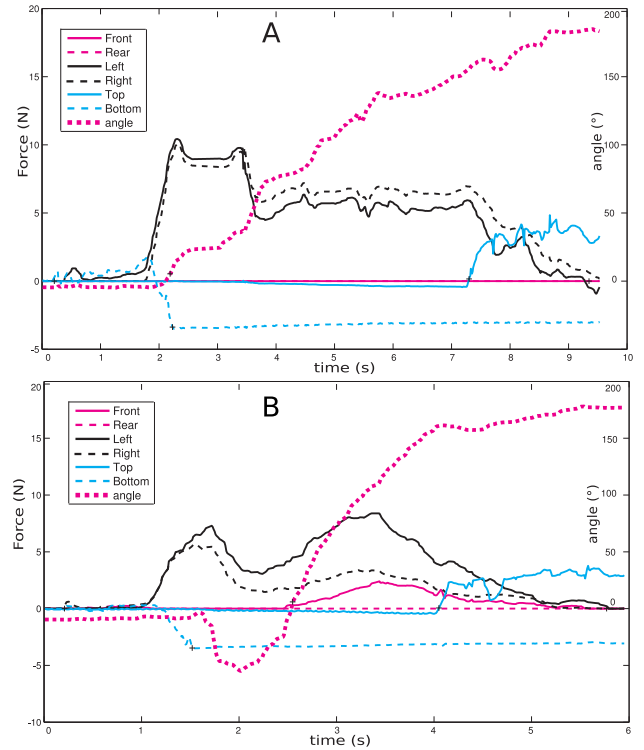 A
Front
Rear
Left
Right
Top
Bottom
angle
20
15
10
5
0
-5
Force (N)
200
150
100
50
0
angle (°)
0 1 2 3 4 5 6 7 8 9 10
time (s)
B
Front
Rear
Left
Right
Top
Bottom
angle
20
15
10
5
0
-5
-10
Force (N)
200
150
100
50
0
angle (°)
0 1 2 3 4 5 6
time (s)